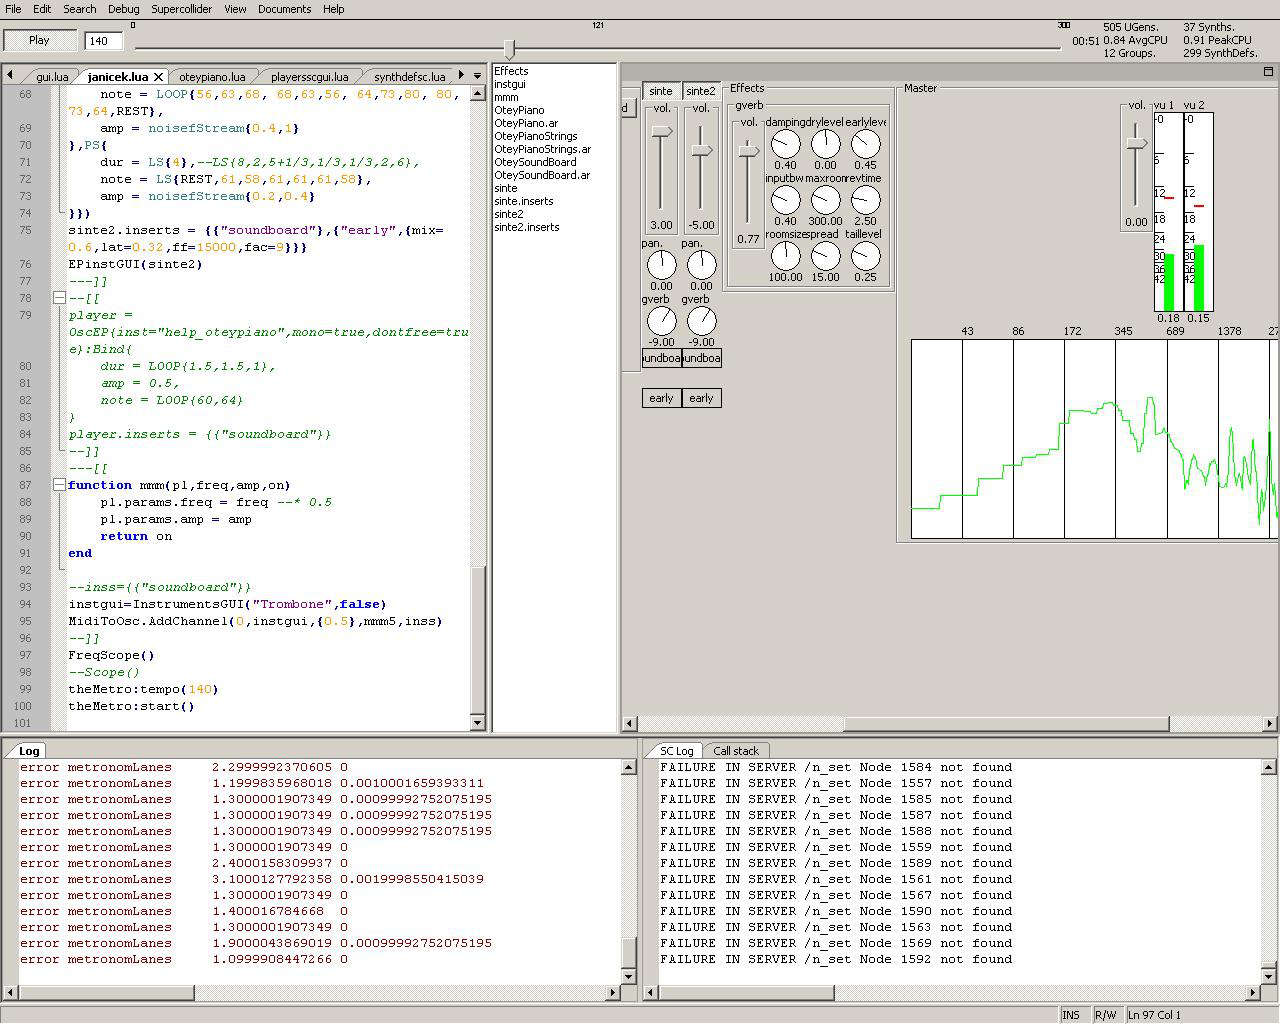 File Edit Search Debug Supercollider View Documents Help
0 121 300
Play 140
505 UGens. 37 Synths.
00:51 0.84 AvgCPU 0.91 PeakCPU
12 Groups. 299 SynthDefs.
gui.lua janicek.lua oteypiano.lua playersscgui.lua synthdefsc.lua
68 note = LOOP{56,63,68, 68,63,56, 64,73,80, 80,
73,64,REST},
69 amp = noisefStream{0.4,1}
70 },PS{
71 dur = LS{4},--LS{8,2,5+1/3,1/3,1/3,2,6},
72 note = LS{REST,61,58,61,61,61,58},
73 amp = noisefStream{0.2,0.4}
74 }})
75 sinte2.inserts = {{"soundboard"},{"early",{mix=
0.6,lat=0.32,ff=15000,fac=9}}}
76 EPinstGUI(sinte2)
77 ---]]
78 --[[
79 player =
OscEP{inst="help_oteypiano",mono=true,dontfree=tru
e}:Bind{
80 dur = LOOP{1.5,1.5,1},
81 amp = 0.5,
82 note = LOOP{60,64}
83 }
84 player.inserts = {{"soundboard"}}
85 --]]
86 ---[[
87 function mmm(pl,freq,amp,on)
88 pl.params.freq = freq --* 0.5
89 pl.params.amp = amp
90 return on
91 end
92
93 --inss={{"soundboard"}}
94 instgui=InstrumentsGUI("Trombone",false)
95 MidiToOsc.AddChannel(0,instgui,{0.5},mmm5,inss)
96 --]]
97 FreqScope()
98 --Scope()
99 theMetro:tempo(140)
100 theMetro:start()
101
Effects
instgui
mmm
OteyPiano
OteyPiano.ar
OteyPianoStrings
OteyPianoStrings.ar
OteySoundBoard
OteySoundBoard.ar
sinte
sinte.inserts
sinte2
sinte2.inserts
d
sinte sinte2
vol. vol.
3.00 -5.00
pan. pan.
0.00 0.00
gverb gverb
-9.00 -9.00
undboa undboa
early early
Effects
gverb
vol.
0.77
damping drylevel earlyleve
0.40 0.00 0.45
inputbw maxroom revtime
0.40 300.00 2.50
roomsize spread taillevel
100.00 15.00 0.25
Master
vol. vu 1 vu 2
0.00
-0 -0
6 6
12 12
18 18
24 24
30 30
36 36
42 42
0.18 0.15
43 86 172 345 689 1378 27
Log
error metronomLanes 2.2999992370605 0
error metronomLanes 1.1999835968018 0.0010001659393311
error metronomLanes 1.3000001907349 0.00099992752075195
error metronomLanes 1.3000001907349 0.00099992752075195
error metronomLanes 1.3000001907349 0.00099992752075195
error metronomLanes 1.3000001907349 0
error metronomLanes 2.4000158309937 0
error metronomLanes 3.1000127792358 0.0019998550415039
error metronomLanes 1.3000001907349 0
error metronomLanes 1.400016784668 0
error metronomLanes 1.3000001907349 0
error metronomLanes 1.9000043869019 0.00099992752075195
error metronomLanes 1.0999908447266 0
SC Log Call stack
FAILURE IN SERVER /n_set Node 1584 not found
FAILURE IN SERVER /n_set Node 1557 not found
FAILURE IN SERVER /n_set Node 1585 not found
FAILURE IN SERVER /n_set Node 1587 not found
FAILURE IN SERVER /n_set Node 1588 not found
FAILURE IN SERVER /n_set Node 1559 not found
FAILURE IN SERVER /n_set Node 1589 not found
FAILURE IN SERVER /n_set Node 1561 not found
FAILURE IN SERVER /n_set Node 1567 not found
FAILURE IN SERVER /n_set Node 1590 not found
FAILURE IN SERVER /n_set Node 1563 not found
FAILURE IN SERVER /n_set Node 1569 not found
FAILURE IN SERVER /n_set Node 1592 not found
INS R/W Ln 97 Col 1